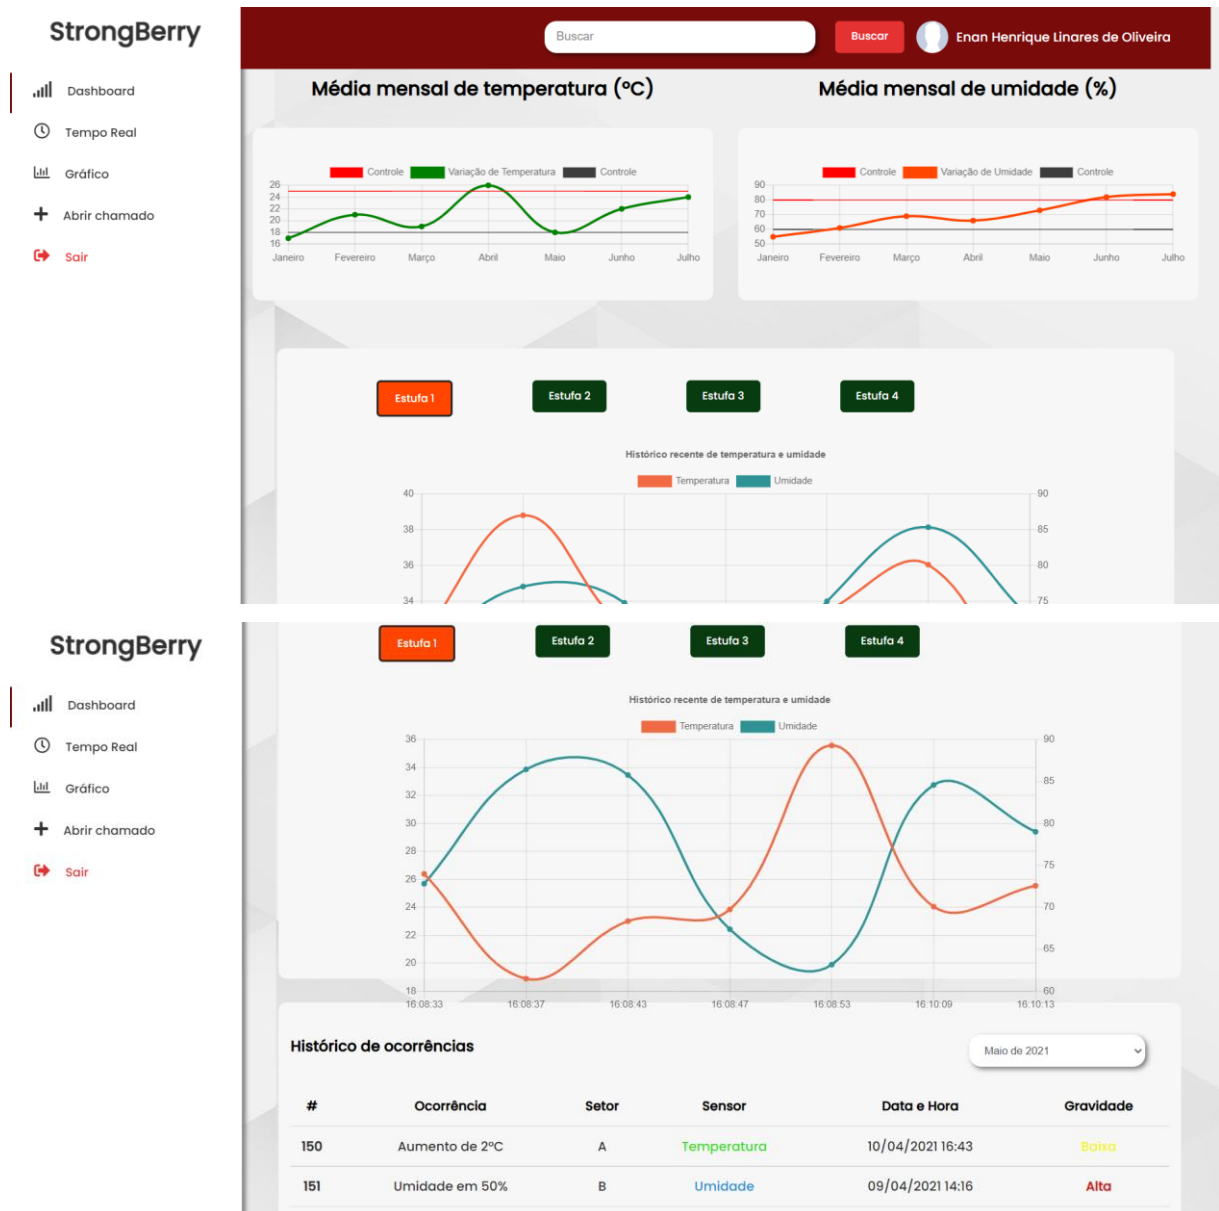 StrongBerry
Buscar
Buscar
Enan Henrique Linares de Oliveira
Dashboard
Tempo Real
Gráfico
Abrir chamado
Sair
Média mensal de temperatura (ºC)
Média mensal de umidade (%)
Controle Variação de Temperatura Controle
26
24
22
20
18
16
Janeiro Fevereiro Março Abril Maio Junho Julho
Controle Variação de Umidade Controle
90
80
70
60
50
Janeiro Fevereiro Março Abril Maio Junho Julho
Estufa 1 Estufa 2 Estufa 3 Estufa 4
Histórico recente de temperatura e umidade
Temperatura Umidade
40 90
38 85
36 80
34 75
StrongBerry
Dashboard
Tempo Real
Gráfico
Abrir chamado
Sair
Estufa 1 Estufa 2 Estufa 3 Estufa 4
Histórico recente de temperatura e umidade
Temperatura Umidade
36
34
32
30
28
26
24
22
20
18
90
85
80
75
70
65
60
16:08:33 16:08:37 16:08:43 16:08:47 16:08:53 16:10:09 16:10:13
Histórico de ocorrências
Maio de 2021
# Ocorrência Setor Sensor Data e Hora Gravidade
150 Aumento de 2ºC A Temperatura 10/04/2021 16:43 Baixa
151 Umidade em 50% B Umidade 09/04/2021 14:16 Alta